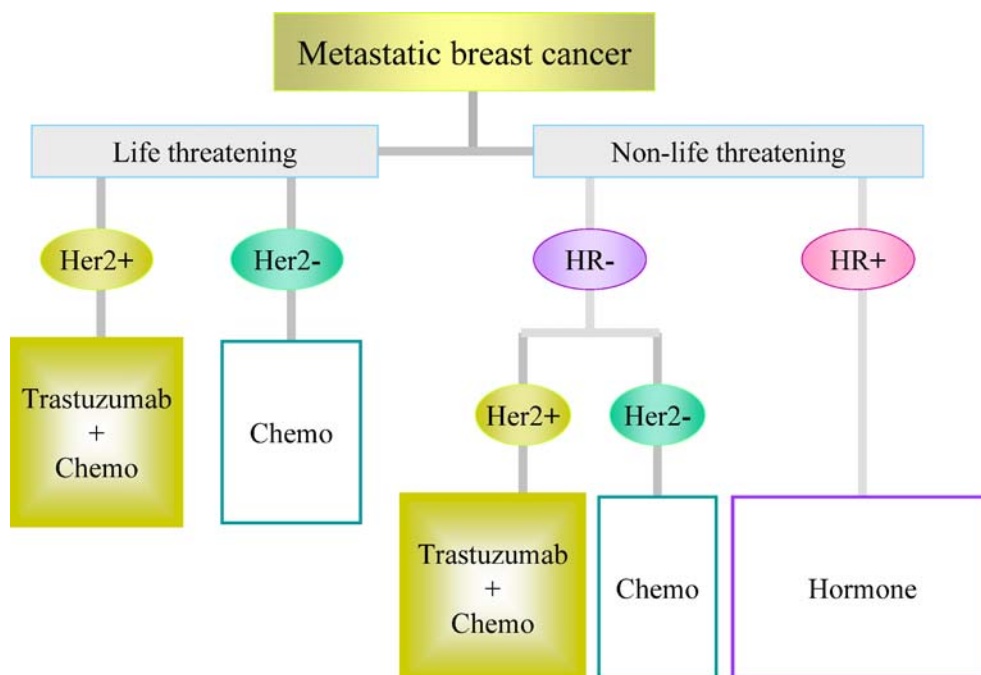 Metastatic breast cancer
Life threatening
Non-life threatening
Her2+
Her2-
HR-
HR+
Trastuzumab
+
Chemo
Chemo
Her2+
Her2-
Trastuzumab
+
Chemo
Chemo
Hormone